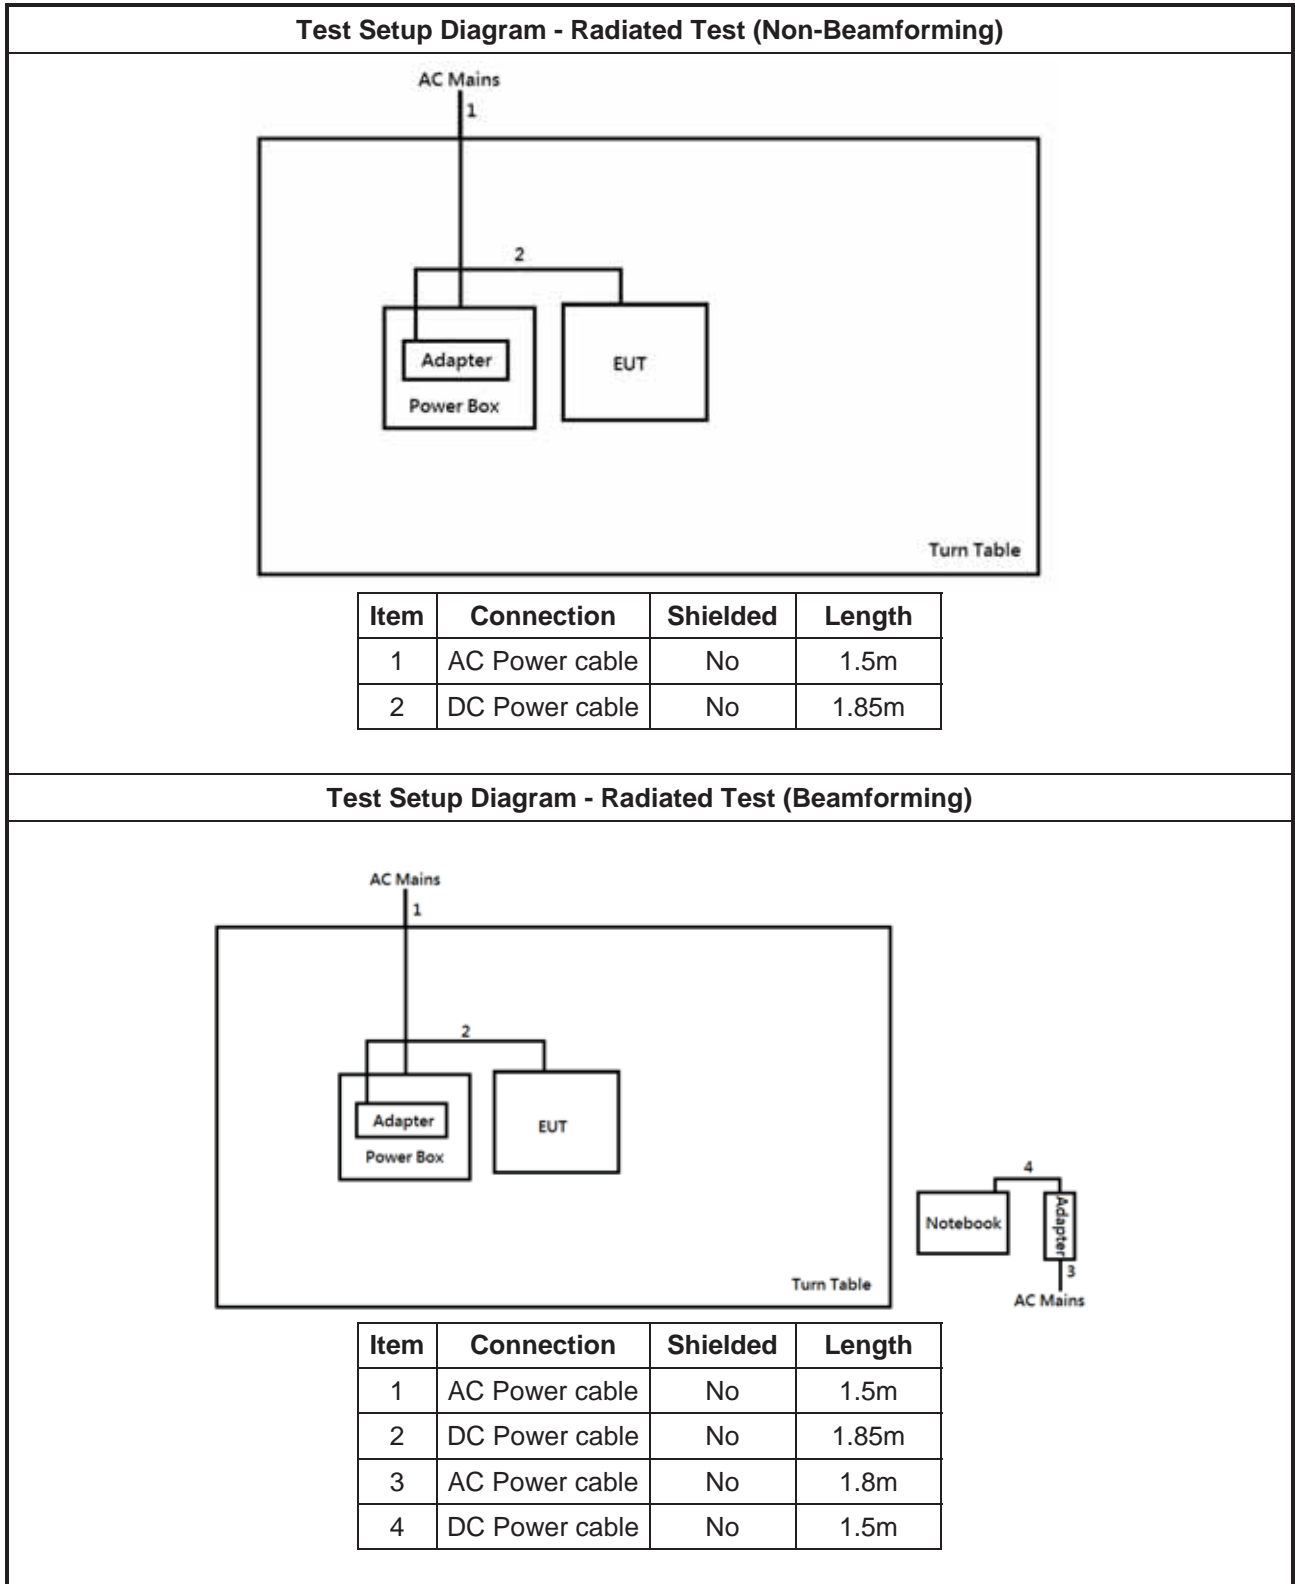 Test Setup Diagram - Radiated Test (Non-Beamforming)
AC Mains
1
2
Adapter
Power Box
EUT
Turn Table
Item Connection Shielded Length
1 AC Power cable No 1.5m
2 DC Power cable No 1.85m
Test Setup Diagram - Radiated Test (Beamforming)
AC Mains
1
2
Adapter
Power Box
EUT
Turn Table
4
Notebook
Adapter
3
AC Mains
Item Connection Shielded Length
1 AC Power cable No 1.5m
2 DC Power cable No 1.85m
3 AC Power cable No 1.8m
4 DC Power cable No 1.5m